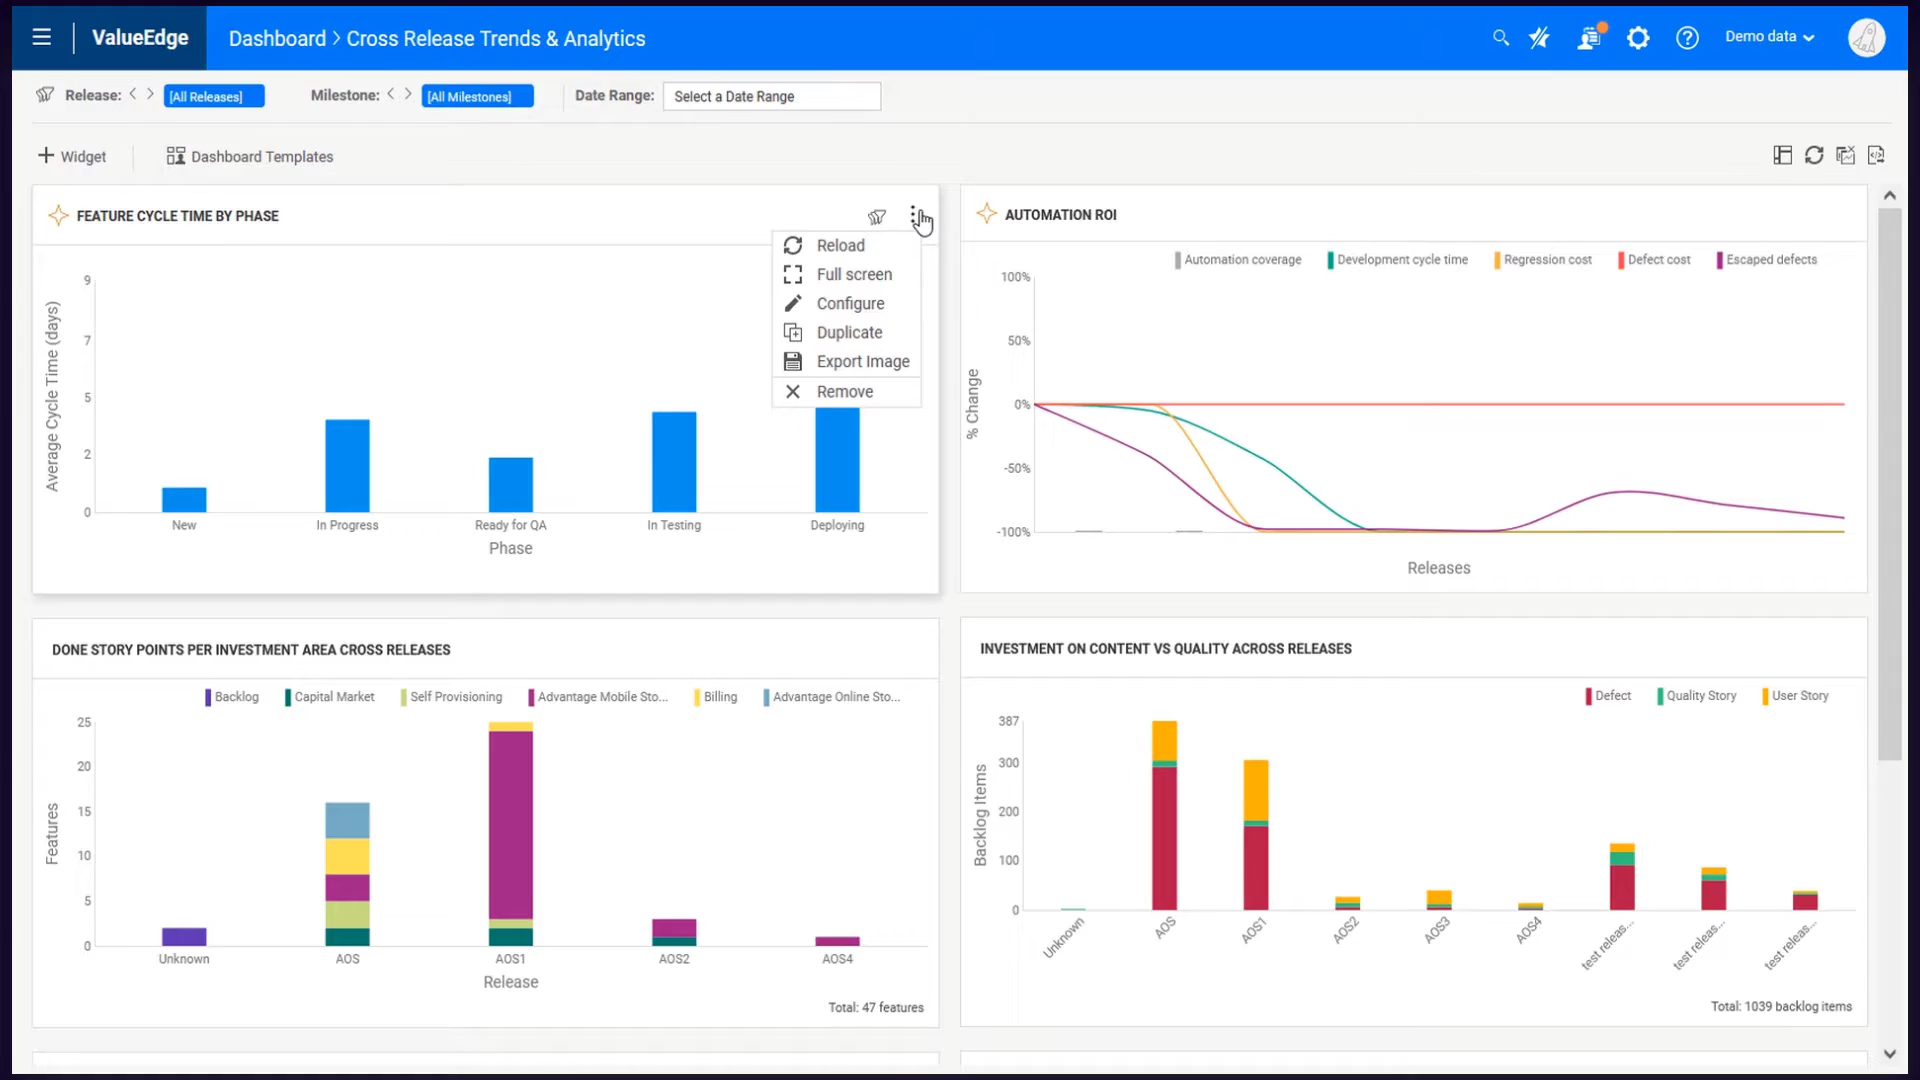 ValueEdge
Dashboard > Cross Release Trends & Analytics
Demo data
Release: < > [All Releases]
Milestone: < > [All Milestones]
Date Range: Select a Date Range
+ Widget
Dashboard Templates
FEATURE CYCLE TIME BY PHASE
Reload
Full screen
Configure
Duplicate
Export Image
Remove
Average Cycle Time (days)
9
7
5
2
0
New In Progress Ready for QA In Testing Deploying
Phase
AUTOMATION ROI
Automation coverage Development cycle time Regression cost Defect cost Escaped defects
% Change
100%
50%
0%
-50%
-100%
Releases
DONE STORY POINTS PER INVESTMENT AREA CROSS RELEASES
Backlog Capital Market Self Provisioning Advantage Mobile Sto... Billing Advantage Online Sto...
Features
25
20
15
10
5
0
Unknown AOS AOS1 AOS2 AOS4
Release
Total: 47 features
INVESTMENT ON CONTENT VS QUALITY ACROSS RELEASES
Defect Quality Story User Story
Backlog Items
387
300
200
100
0
Unknown AOS AOS1 AOS2 AOS3 AOS4 test releas... test releas... test releas...
Total: 1039 backlog items